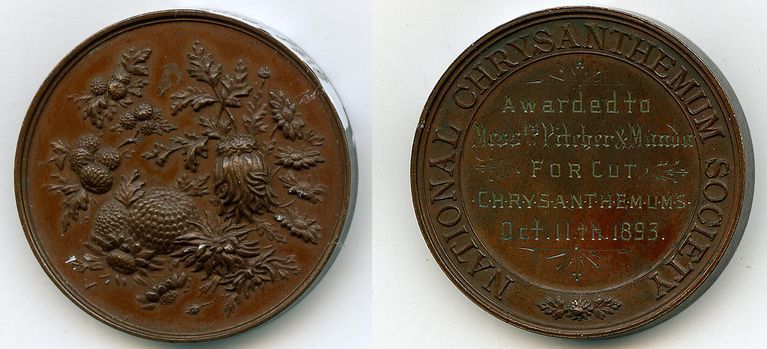 NATIONAL CHRYSANTHEMUM SOCIETY
Awarded to
Messrs Pitcher & Manda
FOR CUT
CHRYSANTHEMUMS
Oct. 11th. 1893.